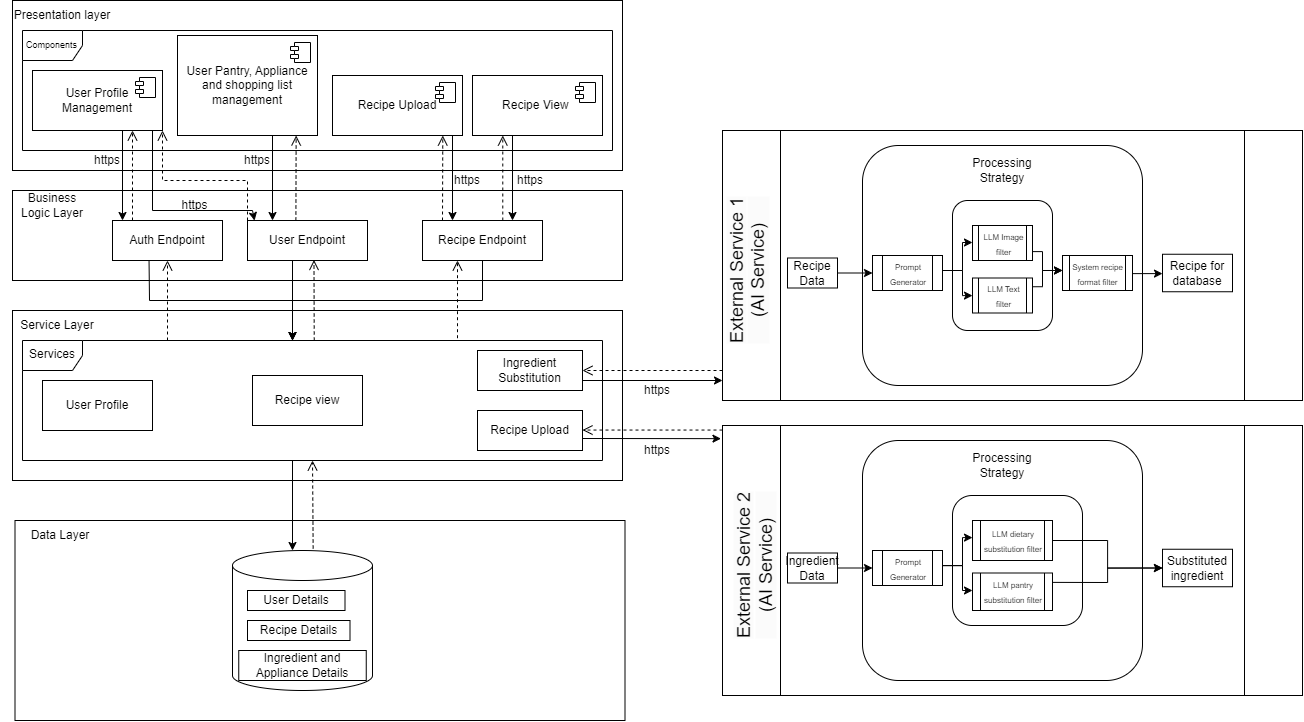 Presentation layer
Components
User Profile
Management
User Pantry, Appliance
and shopping list
management
Recipe Upload
Recipe View
https
https
https
https
https
Business
Logic Layer
Auth Endpoint
User Endpoint
Recipe Endpoint
Service Layer
Services
User Profile
Recipe view
Ingredient
Substitution
Recipe Upload
https
https
Data Layer
User Details
Recipe Details
Ingredient and
Appliance Details
External Service 1
(AI Service)
Processing
Strategy
Recipe
Data
Prompt
Generator
LLM Image
filter
LLM Text
filter
System recipe
format filter
Recipe for
database
External Service 2
(AI Service)
Processing
Strategy
Ingredient
Data
Prompt
Generator
LLM dietary
substitution filter
LLM pantry
substitution filter
Substituted
ingredient